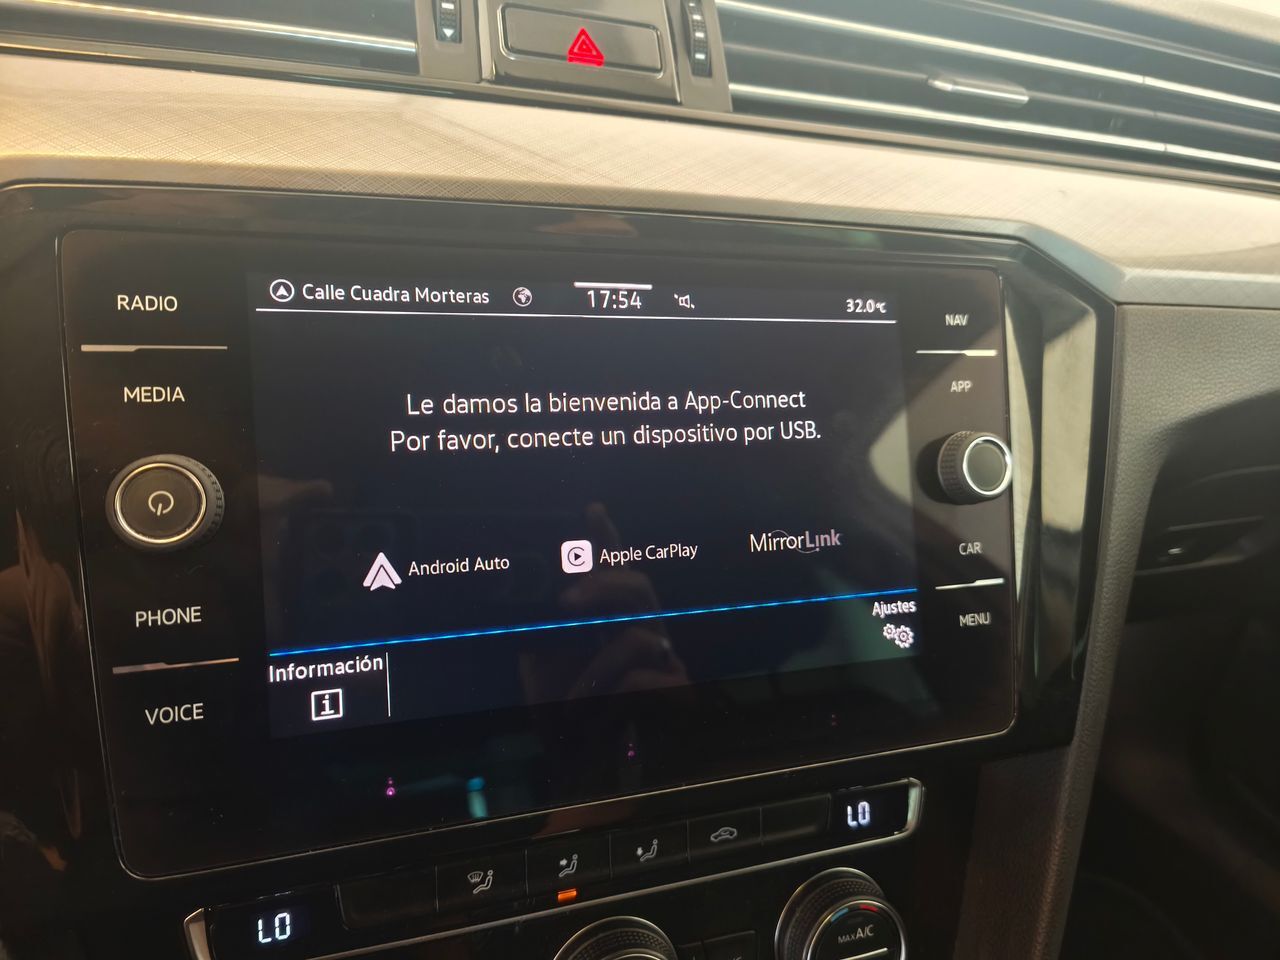 RADIO
MEDIA
PHONE
VOICE
Calle Cuadra Morteras
17:54
32.0°C
Le damos la bienvenida a App-Connect
Por favor, conecte un dispositivo por USB.
Android Auto
Apple CarPlay
MirrorLink
Información
i
Ajustes
NAV
APP
CAR
MENU
LO
LO
MAX A/C